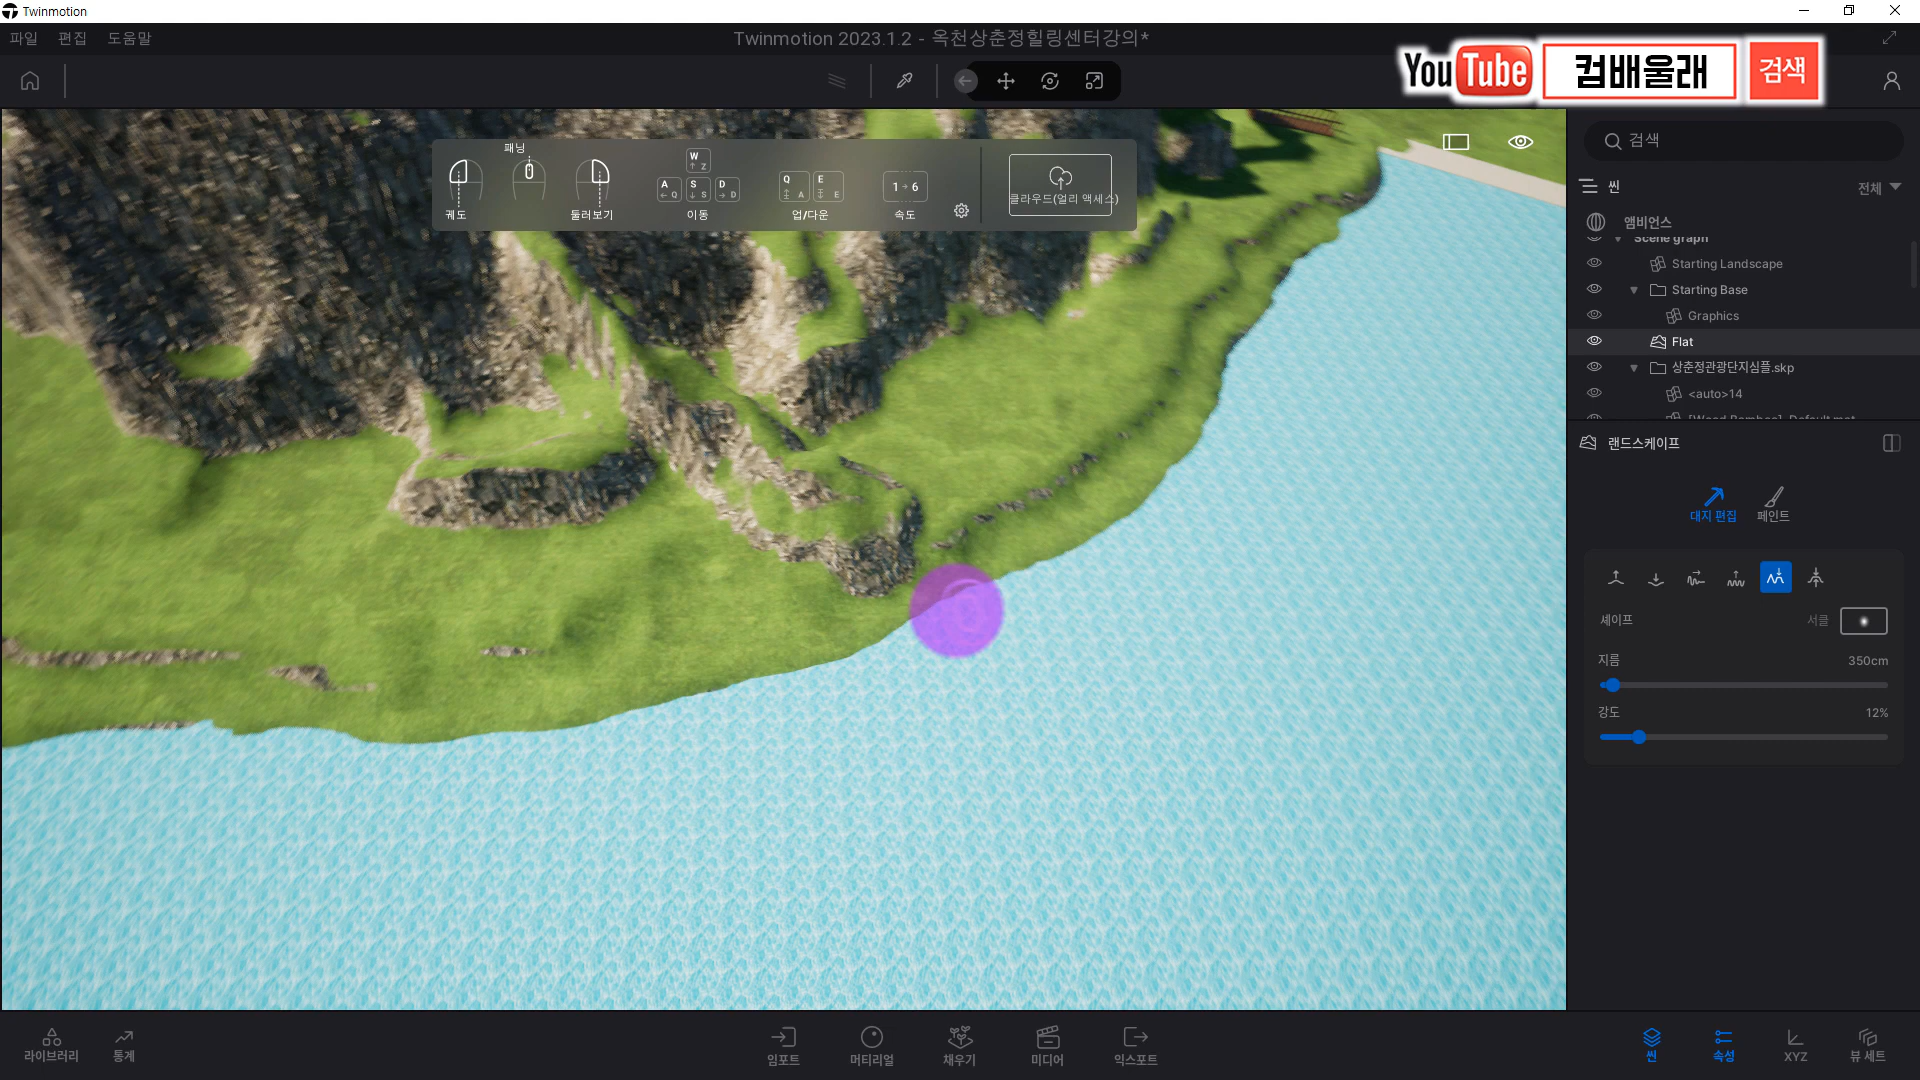 Twinmotion
파일 편집 도움말
Twinmotion 2023.1.2 - 옥천상춘정힐링센터강의*
YouTube 컴배울래 검색
패닝
W
↑ Z
A
← Q
S
↓ S
D
→ D
Q
A
E
E
1 → 6
궤도
둘러보기
이동
업/다운
속도
클라우드(얼리 액세스)
검색
씬
전체
앰비언스
Scene graph
Starting Landscape
Starting Base
Graphics
Flat
상춘정관광단지심플.skp
<auto>14
랜드스케이프
대지 편집
페인트
셰이프
서클
지름
350cm
강도
12%
라이브러리
통계
임포트
머티리얼
채우기
미디어
익스포트
씬
속성
XYZ
뷰 세트